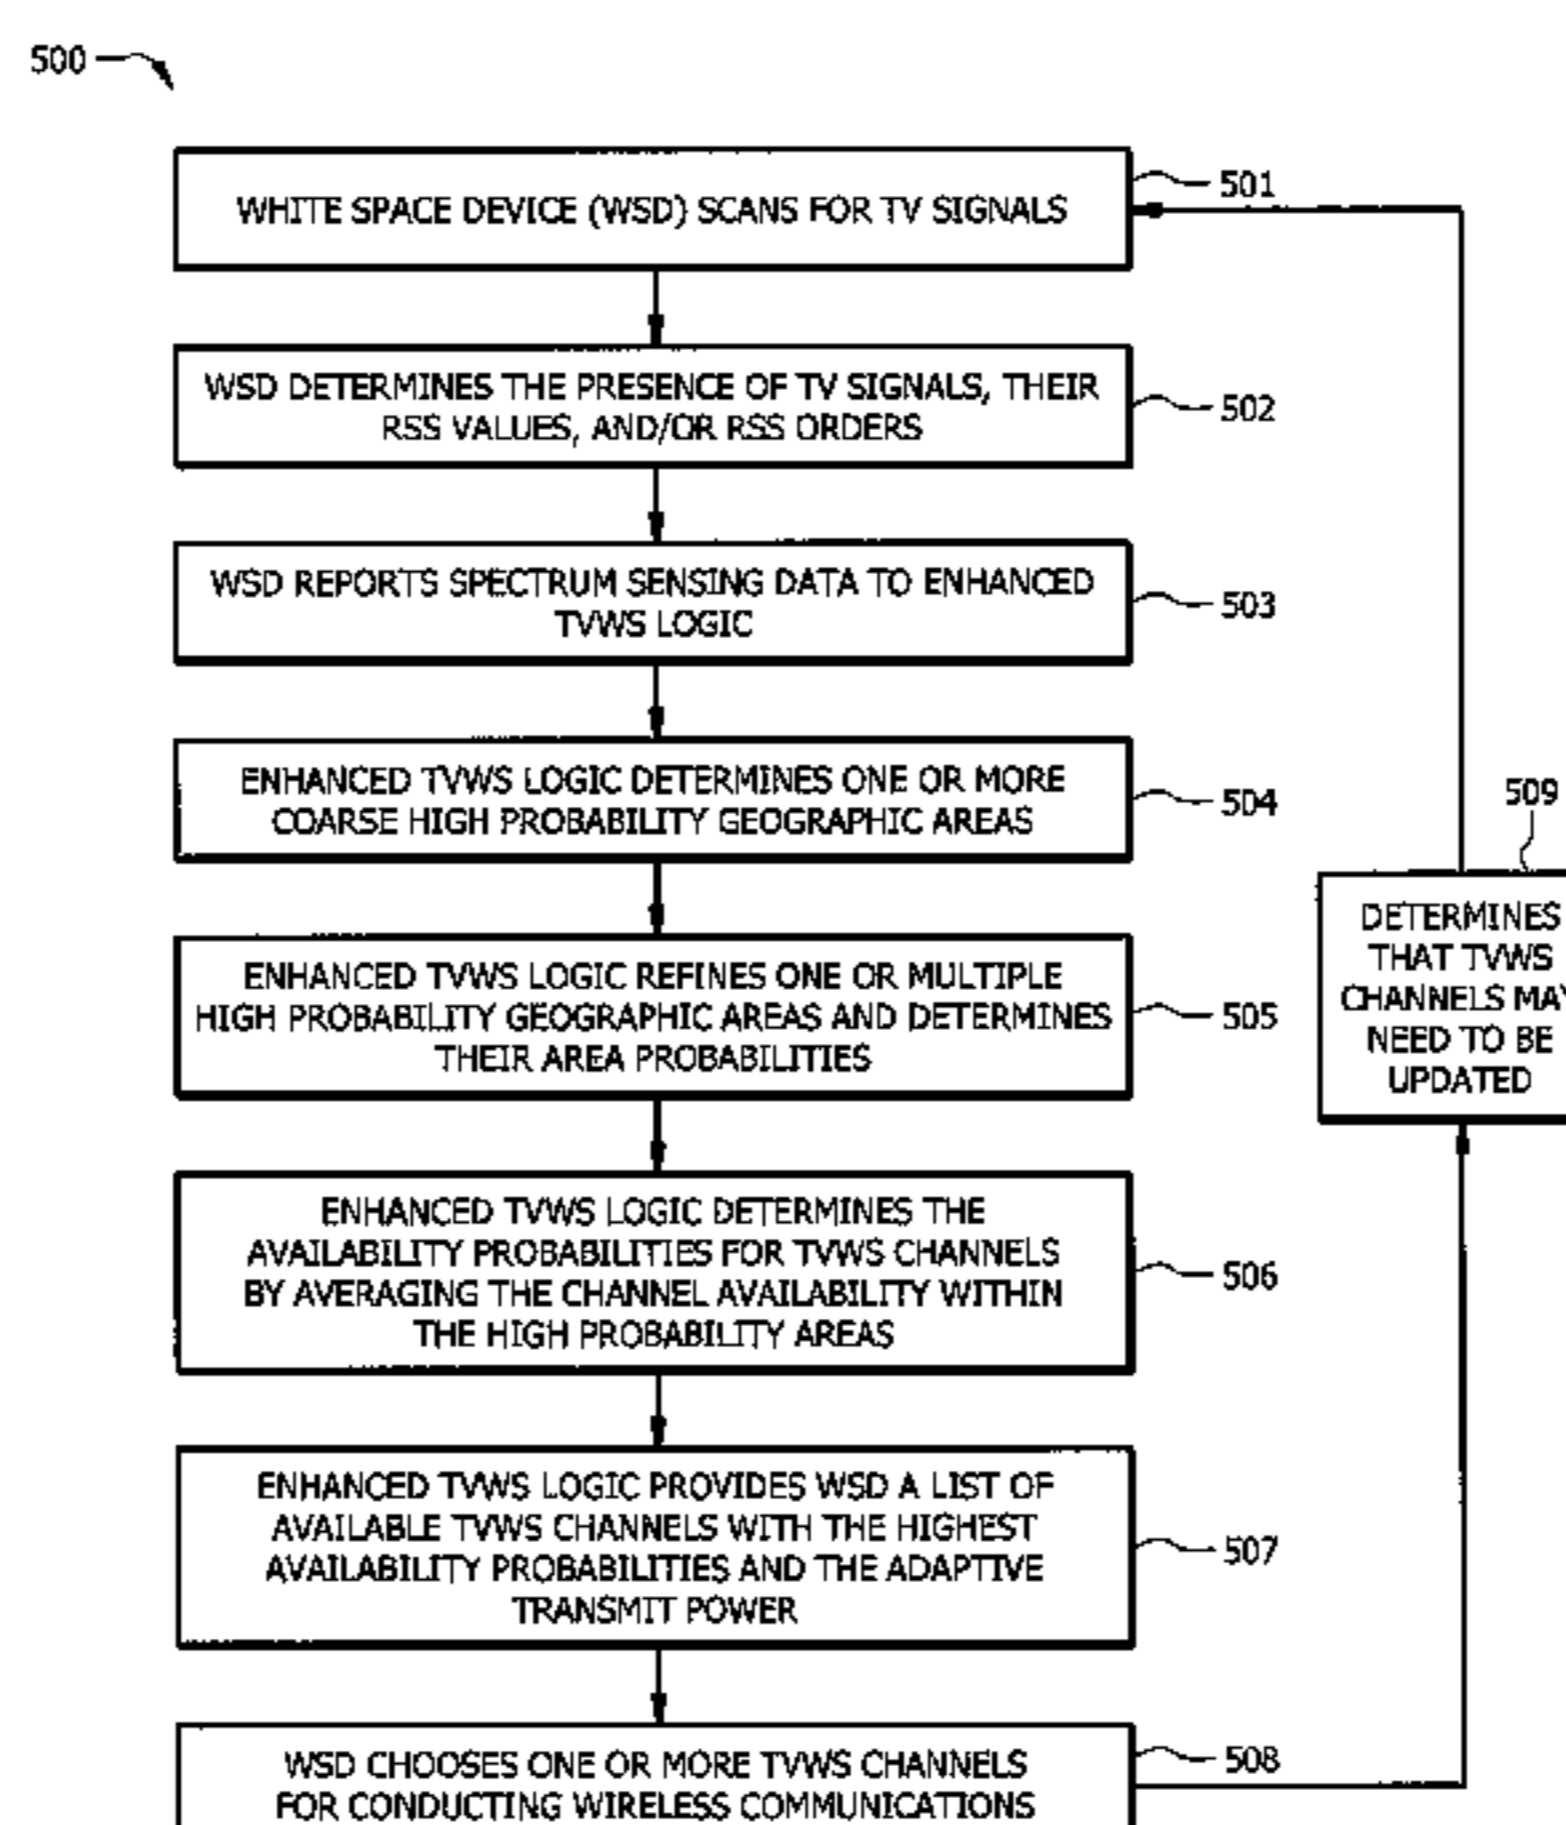 500
WHITE SPACE DEVICE (WSD) SCANS FOR TV SIGNALS
501
WSD DETERMINES THE PRESENCE OF TV SIGNALS, THEIR
RSS VALUES, AND/OR RSS ORDERS
502
WSD REPORTS SPECTRUM SENSING DATA TO ENHANCED
TVWS LOGIC
503
ENHANCED TVWS LOGIC DETERMINES ONE OR MORE
COARSE HIGH PROBABILITY GEOGRAPHIC AREAS
504
ENHANCED TVWS LOGIC REFINES ONE OR MULTIPLE
HIGH PROBABILITY GEOGRAPHIC AREAS AND DETERMINES
THEIR AREA PROBABILITIES
505
ENHANCED TVWS LOGIC DETERMINES THE
AVAILABILITY PROBABILITIES FOR TVWS CHANNELS
BY AVERAGING THE CHANNEL AVAILABILITY WITHIN
THE HIGH PROBABILITY AREAS
506
ENHANCED TVWS LOGIC PROVIDES WSD A LIST OF
AVAILABLE TVWS CHANNELS WITH THE HIGHEST
AVAILABILITY PROBABILITIES AND THE ADAPTIVE
TRANSMIT POWER
507
WSD CHOOSES ONE OR MORE TVWS CHANNELS
FOR CONDUCTING WIRELESS COMMUNICATIONS
508
509
DETERMINES
THAT TVWS
CHANNELS MAY
NEED TO BE
UPDATED